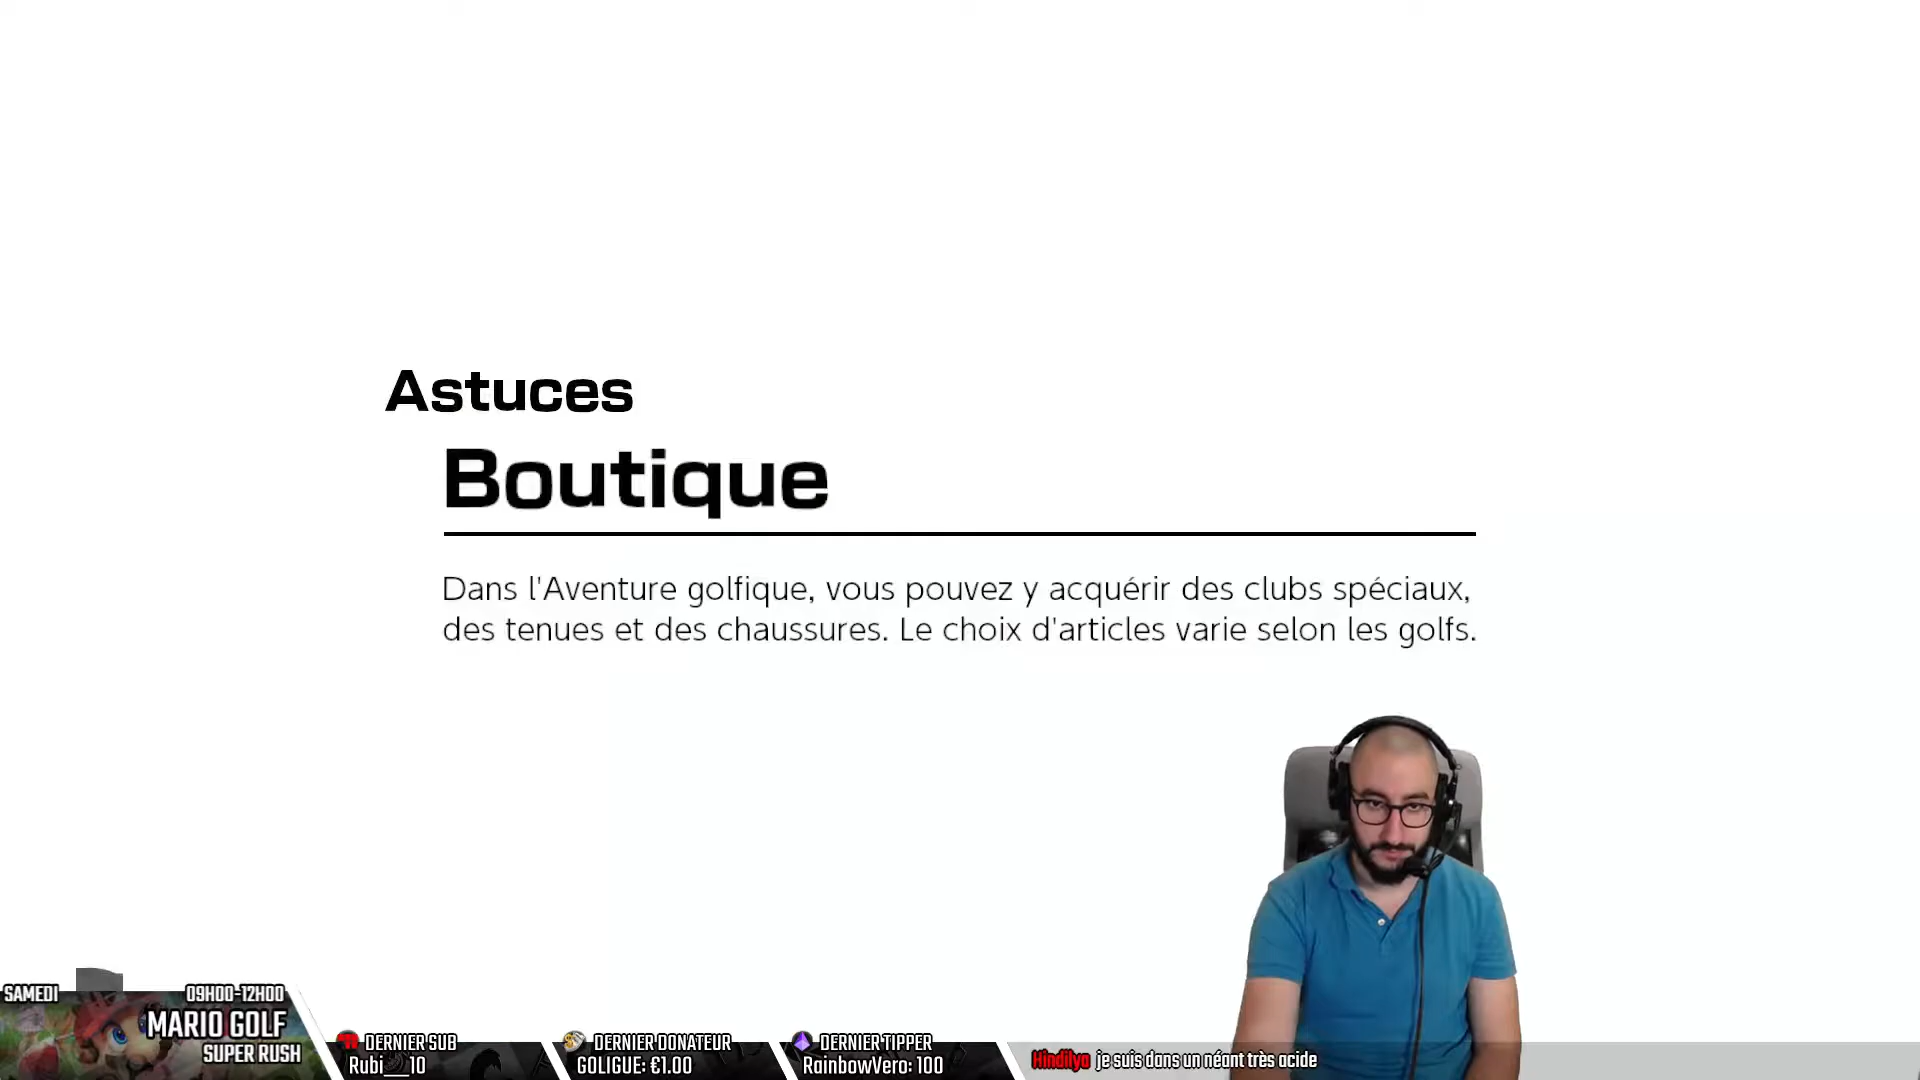 Astuces
Boutique
Dans l'Aventure golfique, vous pouvez y acquérir des clubs spéciaux,
des tenues et des chaussures. Le choix d'articles varie selon les golfs.
SAMEDI 09H00-12H00
MARIO GOLF
SUPER RUSH
DERNIER SUB
Rubi__10
DERNIER DONATEUR
GOLIGUE: €1.00
DERNIER TIPPER
RainbowVero: 100
Hindilya je suis dans un néant très acide